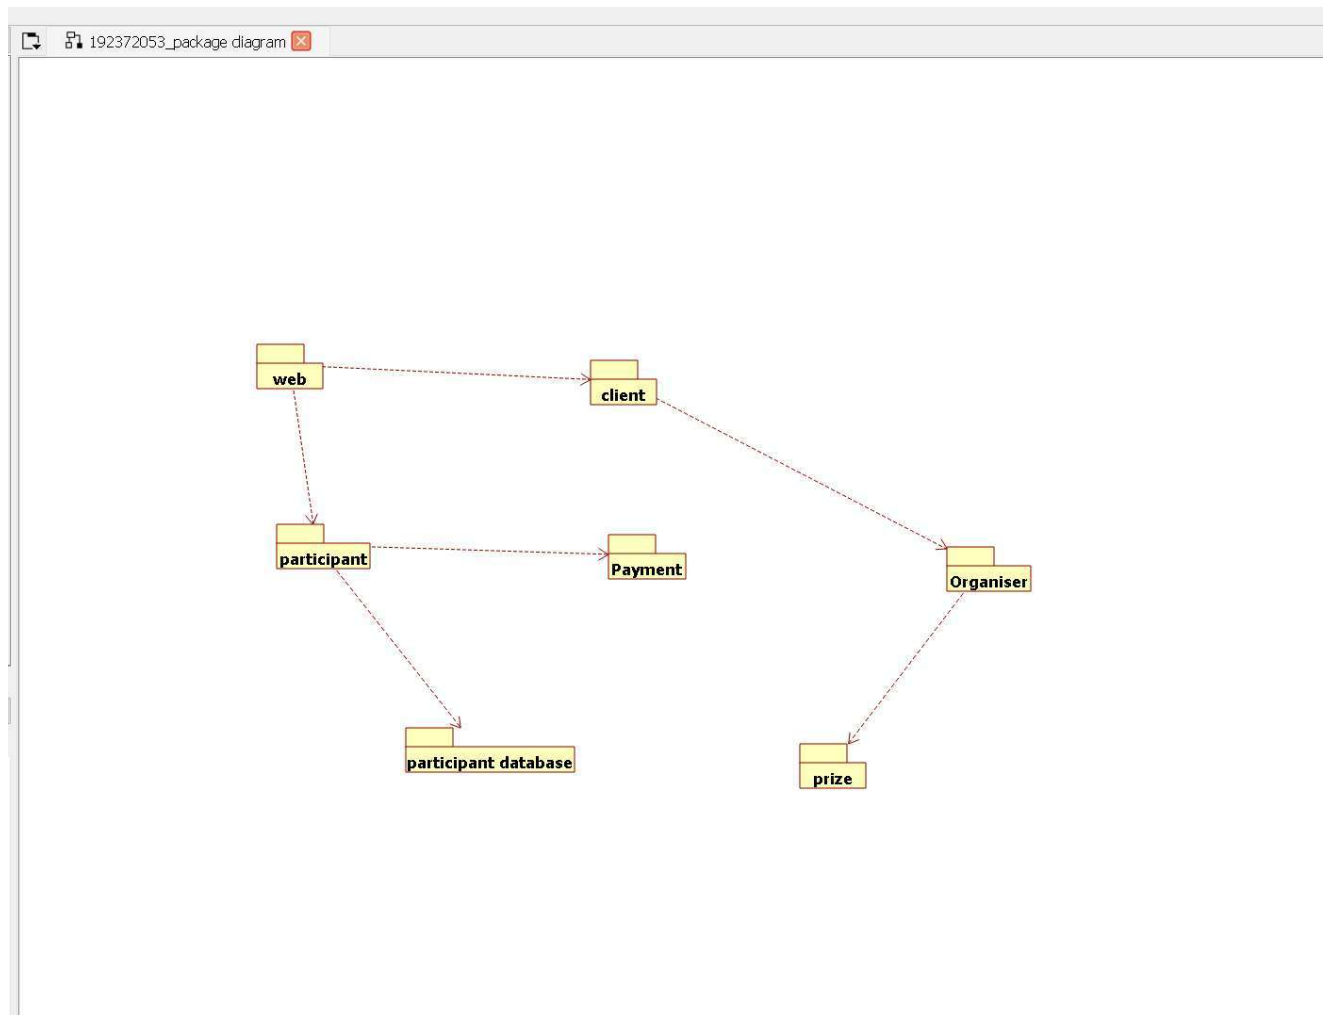 192372053_package diagram
web
client
participant
Payment
Organiser
participant database
prize